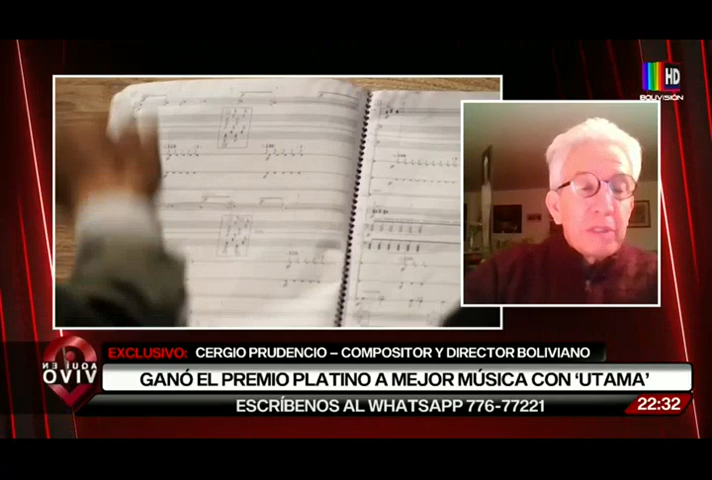 HD
BOLIVISIÓN
AQUÍ EN
VIVO
EXCLUSIVO: CERGIO PRUDENCIO – COMPOSITOR Y DIRECTOR BOLIVIANO
GANÓ EL PREMIO PLATINO A MEJOR MÚSICA CON ‘UTAMA’
ESCRÍBENOS AL WHATSAPP 776-77221
22:32